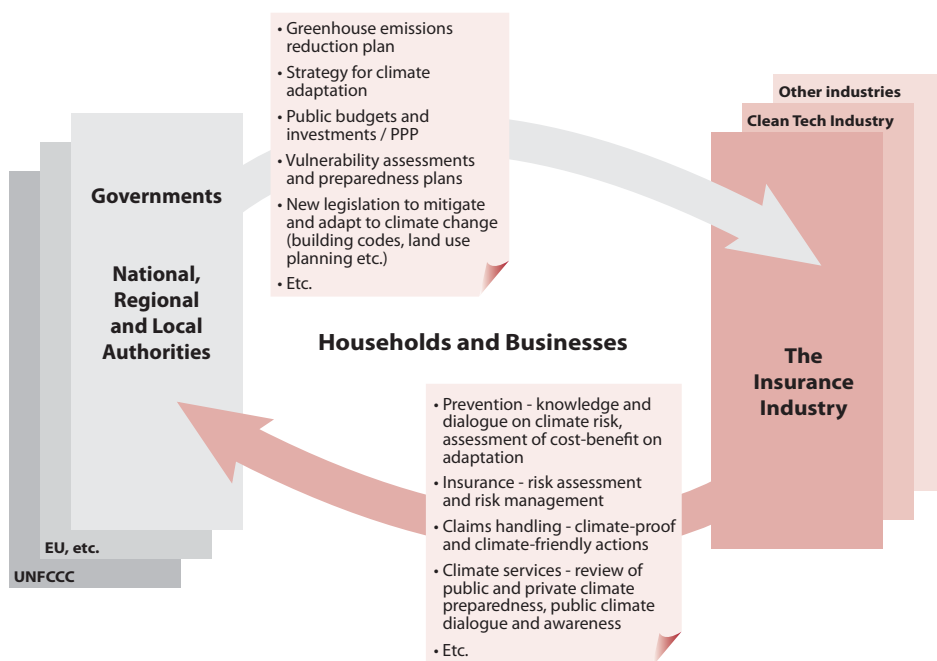 • Greenhouse emissions
reduction plan
• Strategy for climate
adaptation
• Public budgets and
investments / PPP
• Vulnerability assessments
and preparedness plans
• New legislation to mitigate
and adapt to climate change
(building codes, land use
planning etc.)
• Etc.
Other industries
Clean Tech Industry
Governments
National,
Regional
and Local
Authorities
Households and Businesses
The
Insurance
Industry
• Prevention - knowledge and
dialogue on climate risk,
assessment of cost-benefit on
adaptation
• Insurance - risk assessment
and risk management
• Claims handling - climate-proof
and climate-friendly actions
• Climate services - review of
public and private climate
preparedness, public climate
dialogue and awareness
• Etc.
EU, etc.
UNFCCC